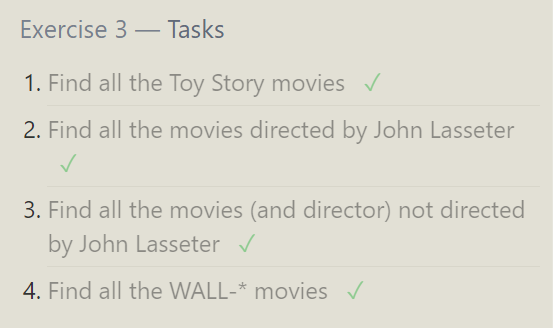 Exercise 3 — Tasks
1. Find all the Toy Story movies ✓
2. Find all the movies directed by John Lasseter
✓
3. Find all the movies (and director) not directed
by John Lasseter ✓
4. Find all the WALL-* movies ✓